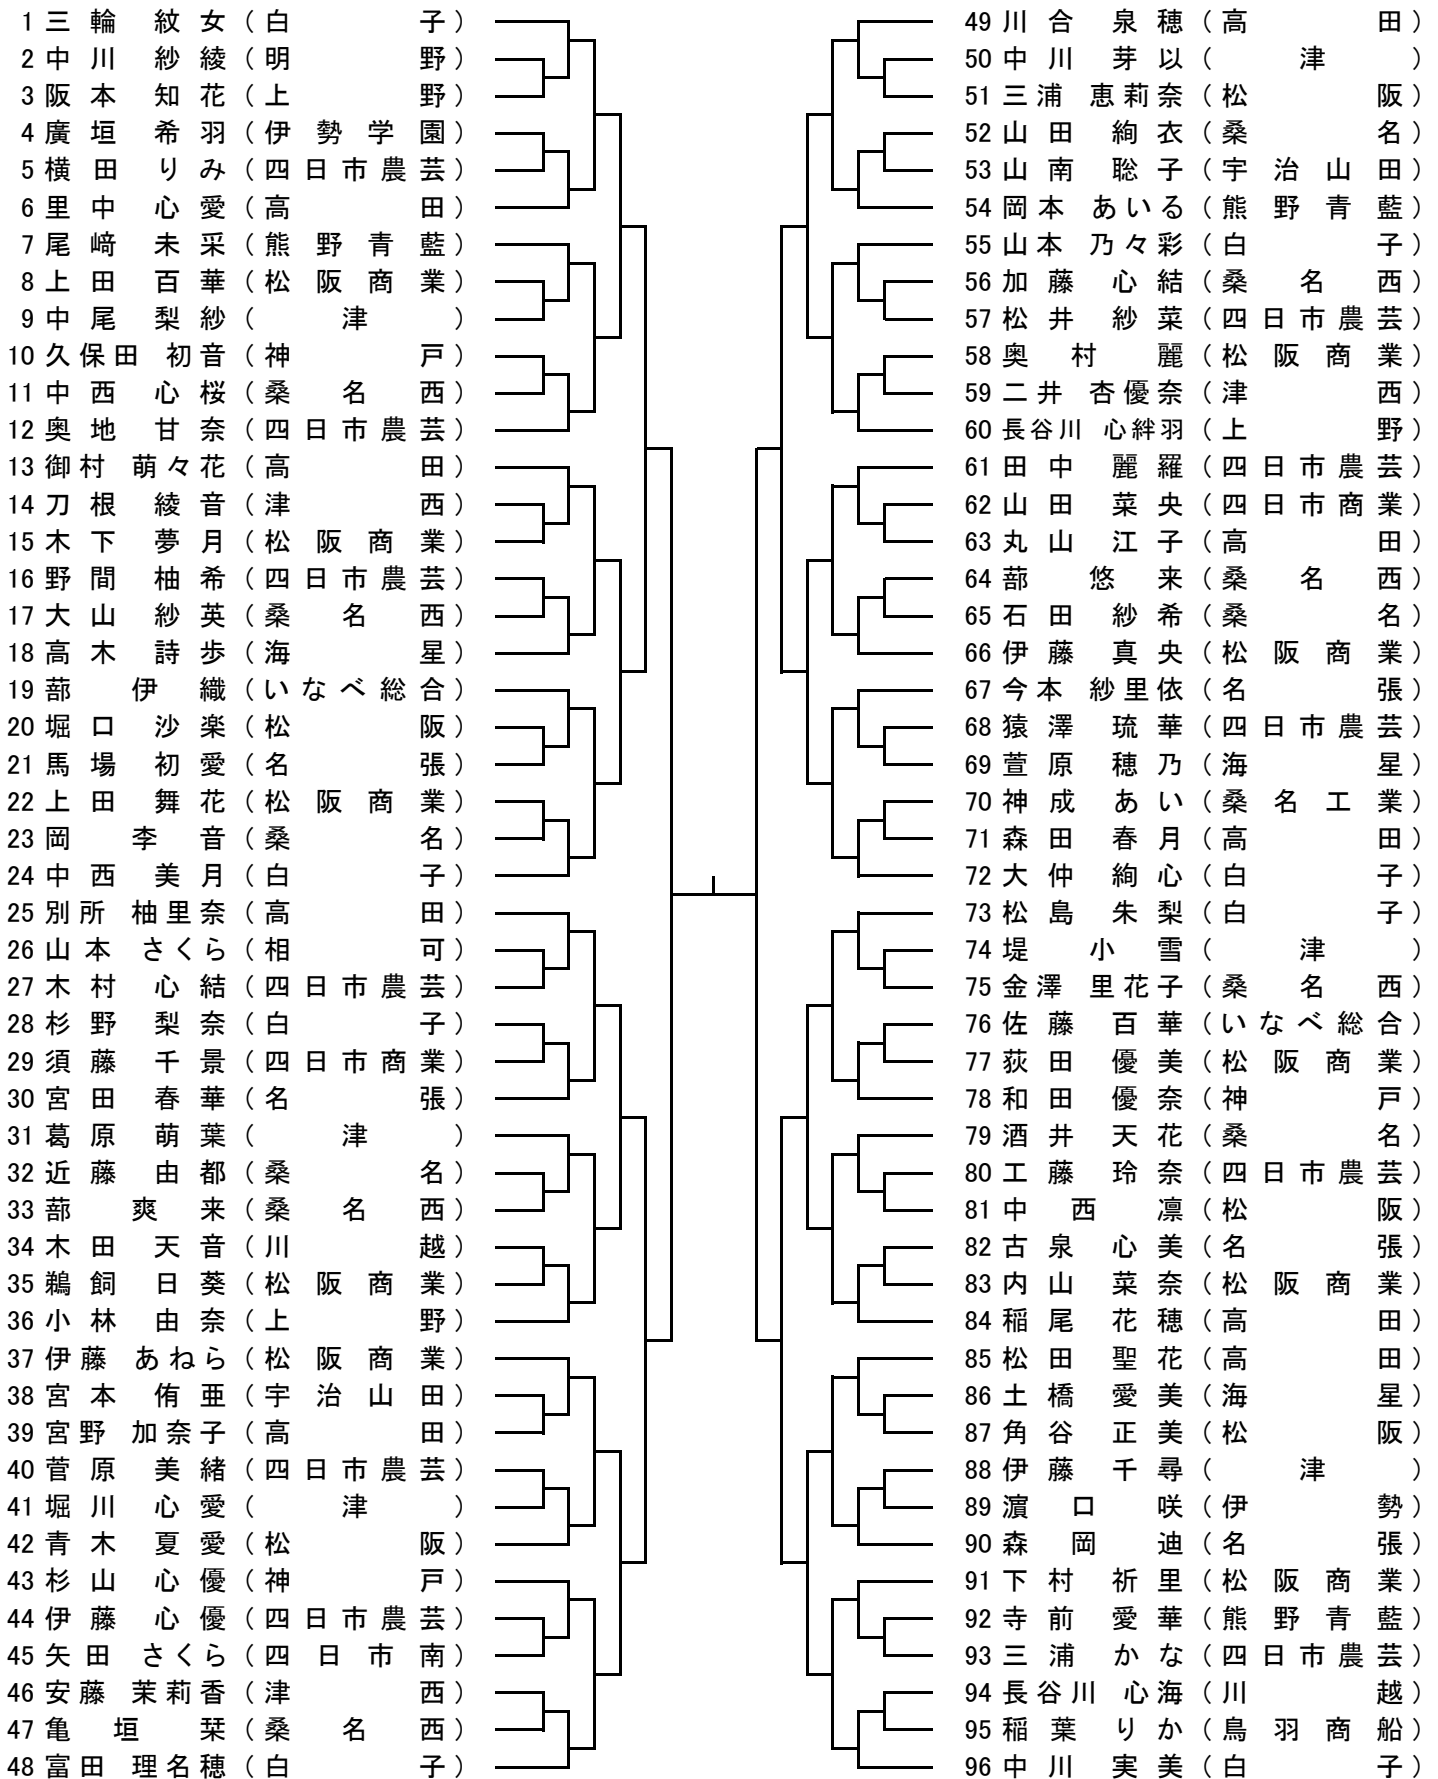 1 三輪 紋女 (白子)
2 中川 紗綾 (明野)
3 阪本 知花 (上野)
4 廣垣 希羽 (伊勢学園)
5 横田 りみ (四日市農芸)
6 里中 心愛 (高田)
7 尾﨑 未采 (熊野青藍)
8 上田 百華 (松阪商業)
9 中尾 梨紗 (津)
10 久保田 初音 (神戸)
11 中西 心桜 (桑名西)
12 奥地 甘奈 (四日市農芸)
13 御村 萌々花 (高田)
14 刀根 綾音 (津西)
15 木下 夢月 (松阪商業)
16 野間 柚希 (四日市農芸)
17 大山 紗英 (桑名西)
18 高木 詩歩 (海星)
19 蔀 伊織 (いなべ総合)
20 堀口 沙楽 (松阪)
21 馬場 初愛 (名張)
22 上田 舞花 (松阪商業)
23 岡 李音 (桑名)
24 中西 美月 (白子)
25 別所 柚里奈 (高田)
26 山本 さくら (相可)
27 木村 心結 (四日市農芸)
28 杉野 梨奈 (白子)
29 須藤 千景 (四日市商業)
30 宮田 春華 (名張)
31 葛原 萌葉 (津)
32 近藤 由都 (桑名)
33 蔀 爽来 (桑名西)
34 木田 天音 (川越)
35 鵜飼 日葵 (松阪商業)
36 小林 由奈 (上野)
37 伊藤 あねら (松阪商業)
38 宮本 侑亜 (宇治山田)
39 宮野 加奈子 (高田)
40 菅原 美緒 (四日市農芸)
41 堀川 心愛 (津)
42 青木 夏愛 (松阪)
43 杉山 心優 (神戸)
44 伊藤 心優 (四日市農芸)
45 矢田 さくら (四日市南)
46 安藤 茉莉香 (津西)
47 亀垣 栞 (桑名西)
48 富田 理名穂 (白子)
49 川合 泉穂 (高田)
50 中川 芽以 (津)
51 三浦 恵莉奈 (松阪)
52 山田 絢衣 (桑名)
53 山南 聡子 (宇治山田)
54 岡本 あいる (熊野青藍)
55 山本 乃々彩 (白子)
56 加藤 心結 (桑名西)
57 松井 紗菜 (四日市農芸)
58 奥村 麗 (松阪商業)
59 二井 杏優奈 (津西)
60 長谷川 心絆羽 (上野)
61 田中 麗羅 (四日市農芸)
62 山田 菜央 (四日市商業)
63 丸山 江子 (高田)
64 蔀 悠来 (桑名西)
65 石田 紗希 (桑名)
66 伊藤 真央 (松阪商業)
67 今本 紗里依 (名張)
68 猿澤 琉華 (四日市農芸)
69 萱原 穂乃 (海星)
70 神成 あい (桑名工業)
71 森田 春月 (高田)
72 大仲 絢心 (白子)
73 松島 朱梨 (白子)
74 堤 小雪 (津)
75 金澤 里花子 (桑名西)
76 佐藤 百華 (いなべ総合)
77 荻田 優美 (松阪商業)
78 和田 優奈 (神戸)
79 酒井 天花 (桑名)
80 工藤 玲奈 (四日市農芸)
81 中西 凛 (松阪)
82 古泉 心美 (名張)
83 内山 菜奈 (松阪商業)
84 稲尾 花穂 (高田)
85 松田 聖花 (高田)
86 土橋 愛美 (海星)
87 角谷 正美 (松阪)
88 伊藤 千尋 (津)
89 濵口 咲 (伊勢)
90 森岡 迪 (名張)
91 下村 祈里 (松阪商業)
92 寺前 愛華 (熊野青藍)
93 三浦 かな (四日市農芸)
94 長谷川 心海 (川越)
95 稲葉 りか (鳥羽商船)
96 中川 実美 (白子)